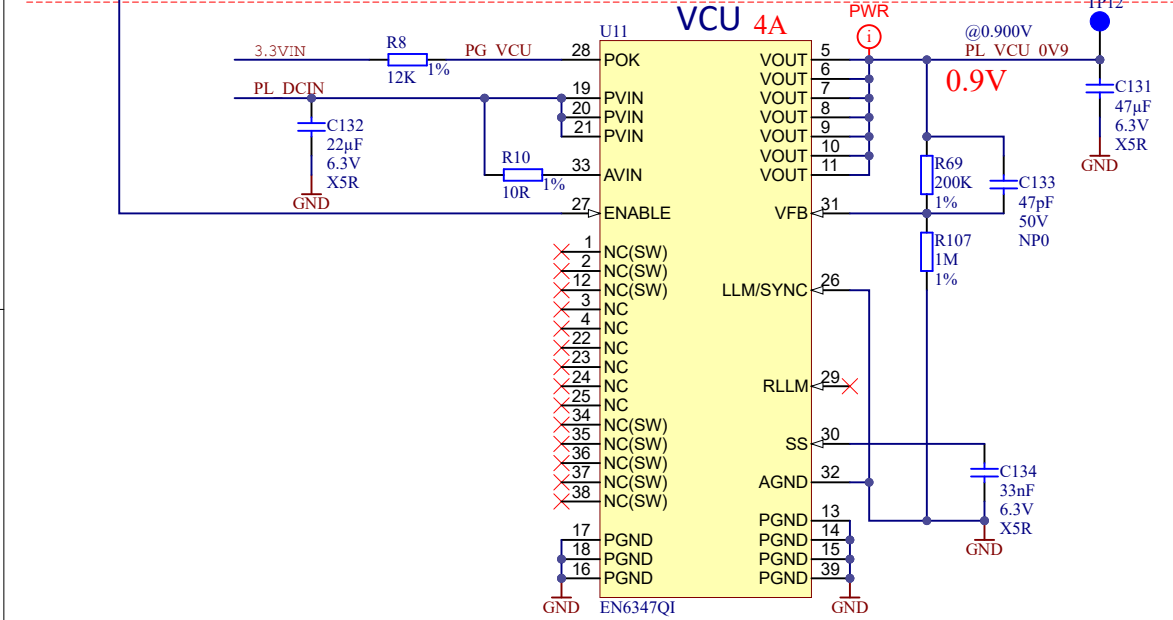 TP12
VCU 4A
PWR
i
U11
@0.900V
3.3VIN
R8
12K
1%
PG_VCU
28
POK
VOUT
5
PL_VCU_0V9
VOUT
6
0.9V
PL_DCIN
19
PVIN
VOUT
7
20
PVIN
VOUT
8
21
PVIN
VOUT
9
VOUT
10
C132
22µF
6.3V
X5R
GND
R10
10R
1%
33
AVIN
VOUT
11
C131
47µF
6.3V
X5R
GND
R69
200K
1%
C133
47pF
50V
NP0
27
ENABLE
VFB
31
R107
1M
1%
1
NC(SW)
2
NC(SW)
12
NC(SW)
LLM/SYNC
26
3
NC
4
NC
22
NC
23
NC
24
NC
RLLM
29
25
NC
34
NC(SW)
35
NC(SW)
SS
30
36
NC(SW)
37
NC(SW)
AGND
32
38
NC(SW)
C134
33nF
6.3V
X5R
GND
PGND
13
17
PGND
PGND
14
18
PGND
PGND
15
16
PGND
PGND
39
GND
EN6347QI
GND